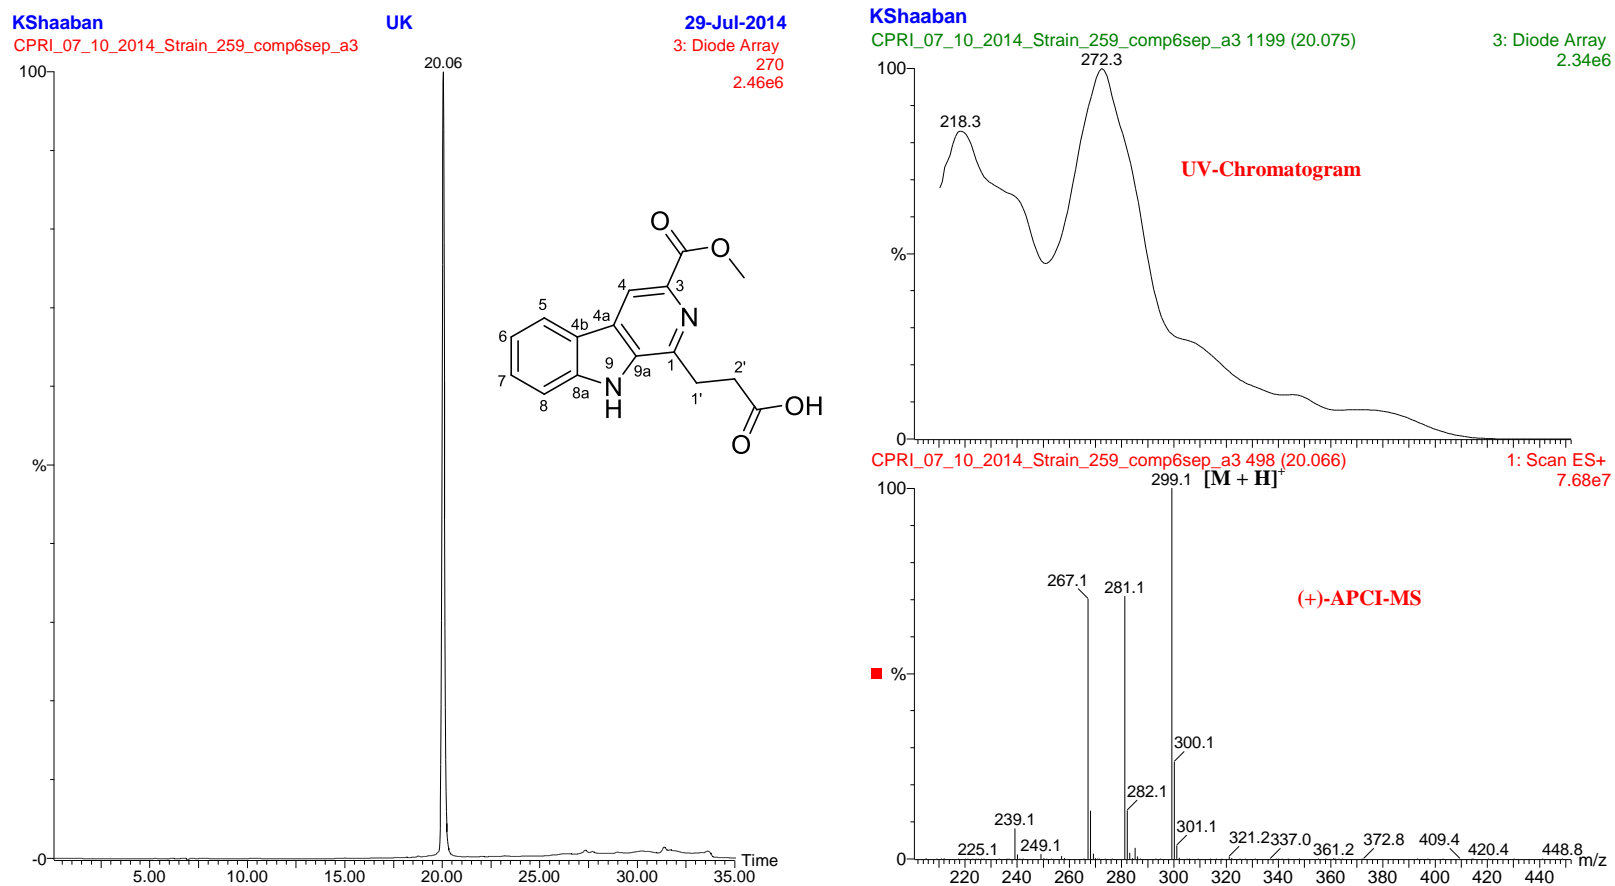 KShaaban UK 29-Jul-2014
CPRI_07_10_2014_Strain_259_comp6sep_a3 3: Diode Array
270
2.46e6
100
20.06
%
-0
5.00 10.00 15.00 20.00 25.00 30.00 35.00
Time
O
O
4
3
N
5
4a
4b
6
9
9a
1
2'
7
8a
N
H
8
1'
OH
O
KShaaban
CPRI_07_10_2014_Strain_259_comp6sep_a3 1199 (20.075) 3: Diode Array
2.34e6
100
272.3
218.3
UV-Chromatogram
%
0
CPRI_07_10_2014_Strain_259_comp6sep_a3 498 (20.066) 1: Scan ES+
7.68e7
100
299.1 [M + H]+
267.1
281.1
(+)-APCI-MS
%
300.1
282.1
301.1
239.1
225.1
249.1
321.2
337.0
361.2
372.8
409.4
420.4
448.8
0
m/z
220 240 260 280 300 320 340 360 380 400 420 440